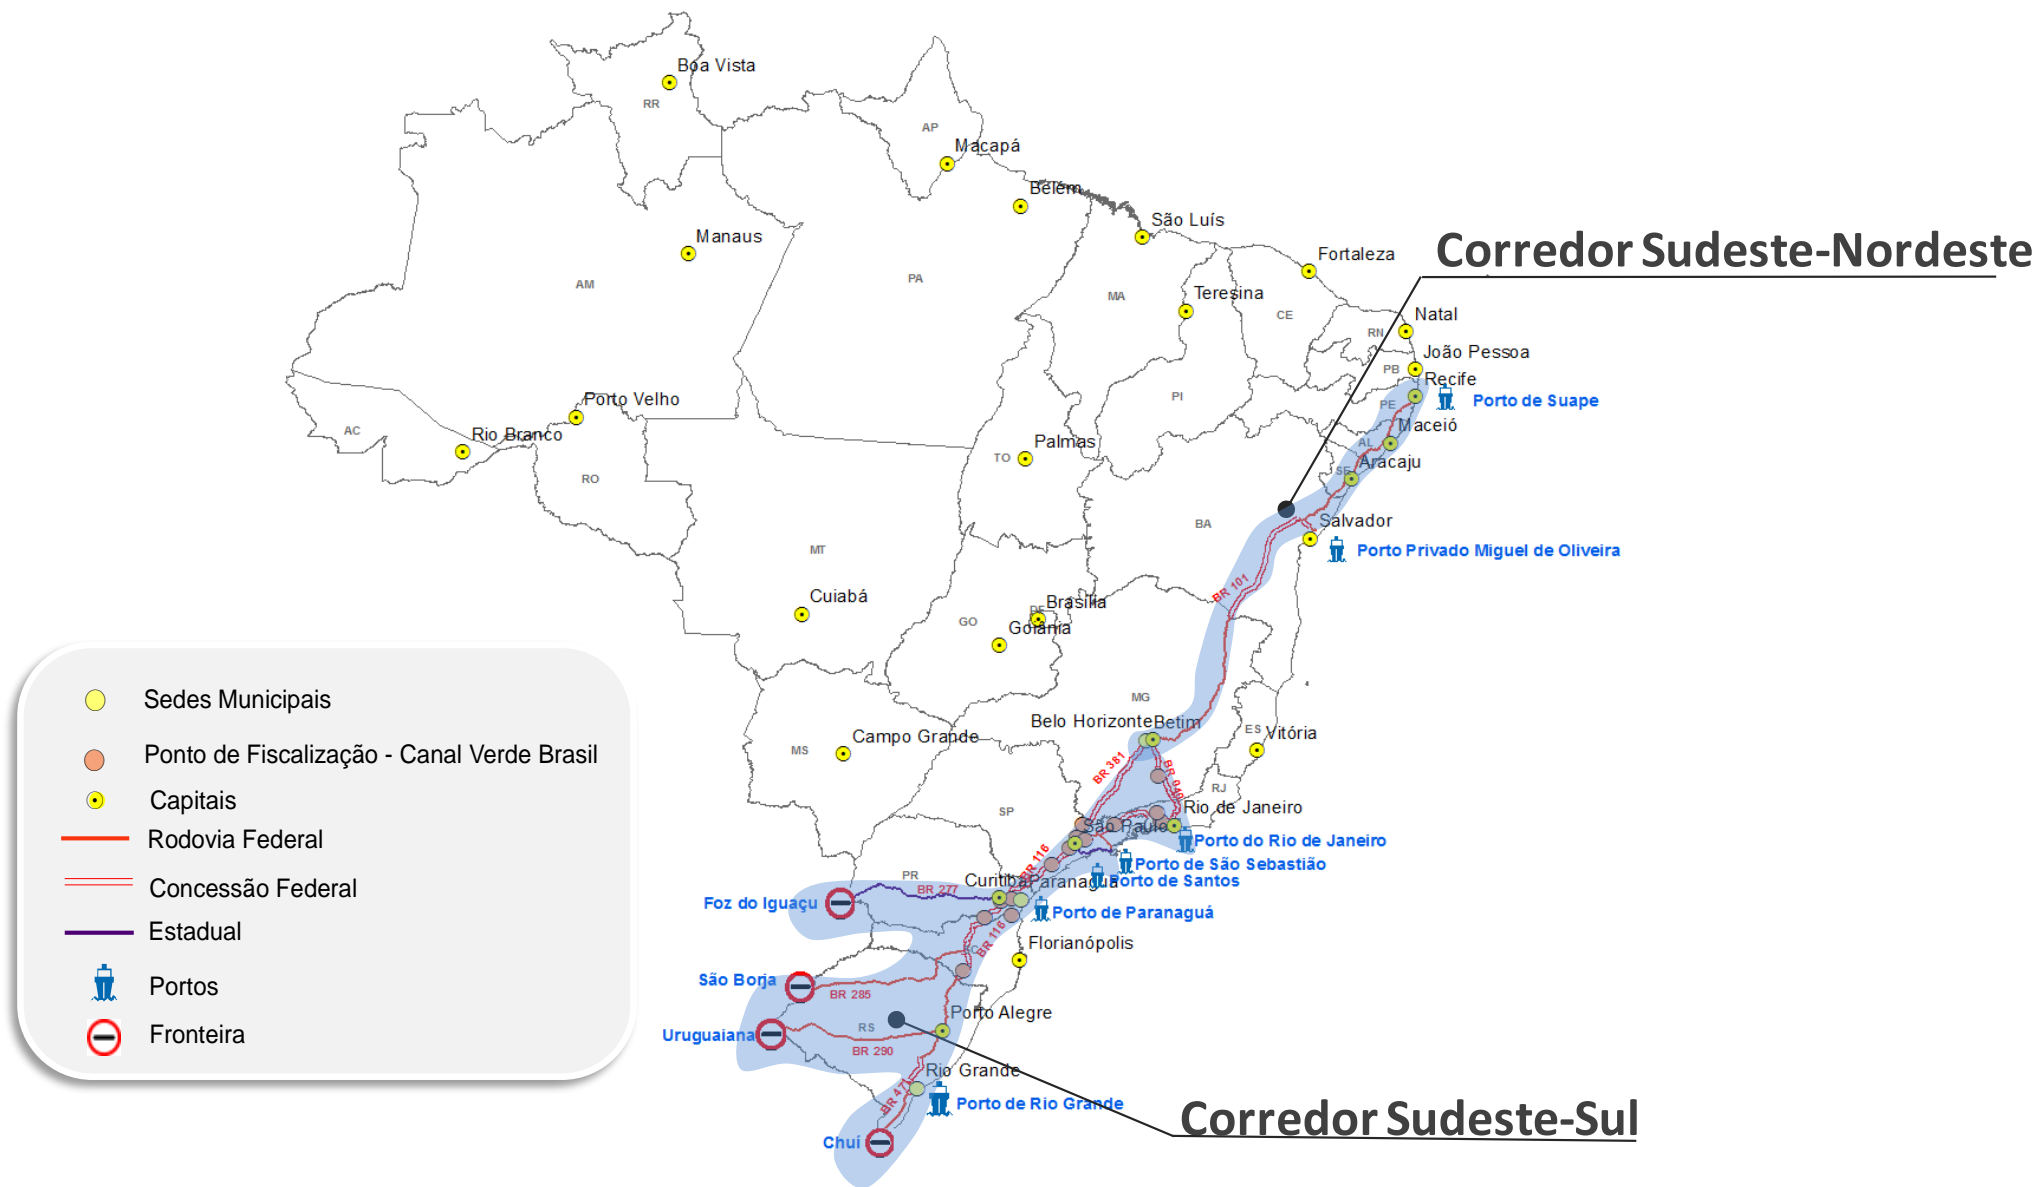 Boa Vista
RR
AP
Macapá
Belém
São Luís
Manaus
Corredor Sudeste-Nordeste
Fortaleza
AM
PA
MA
Teresina
CE
Natal
RN
João Pessoa
PB
Recife
PE
Porto de Suape
PI
Porto Velho
Maceió
AC
Rio Branco
AL
Palmas
TO
Aracaju
SE
RO
BA
Salvador
MT
Porto Privado Miguel de Oliveira
BR 101
Cuiabá
DF
Brasília
GO
Goiânia
Sedes Municipais
MG
Belo Horizonte
Betim
ES
Vitória
MS
Campo Grande
Ponto de Fiscalização - Canal Verde Brasil
BR 381
BR 040
RJ
Capitais
SP
Rio de Janeiro
São Paulo
Rodovia Federal
Porto do Rio de Janeiro
BR 116
Porto de São Sebastião
PR
Curitiba
Paranaguá
Porto de Santos
Concessão Federal
BR 277
Foz do Iguaçu
Porto de Paranaguá
Estadual
BR 116
SC
Florianópolis
São Borja
Portos
BR 285
Porto Alegre
RS
Uruguaiana
Fronteira
BR 290
Rio Grande
BR 471
Porto de Rio Grande
Corredor Sudeste-Sul
Chuí